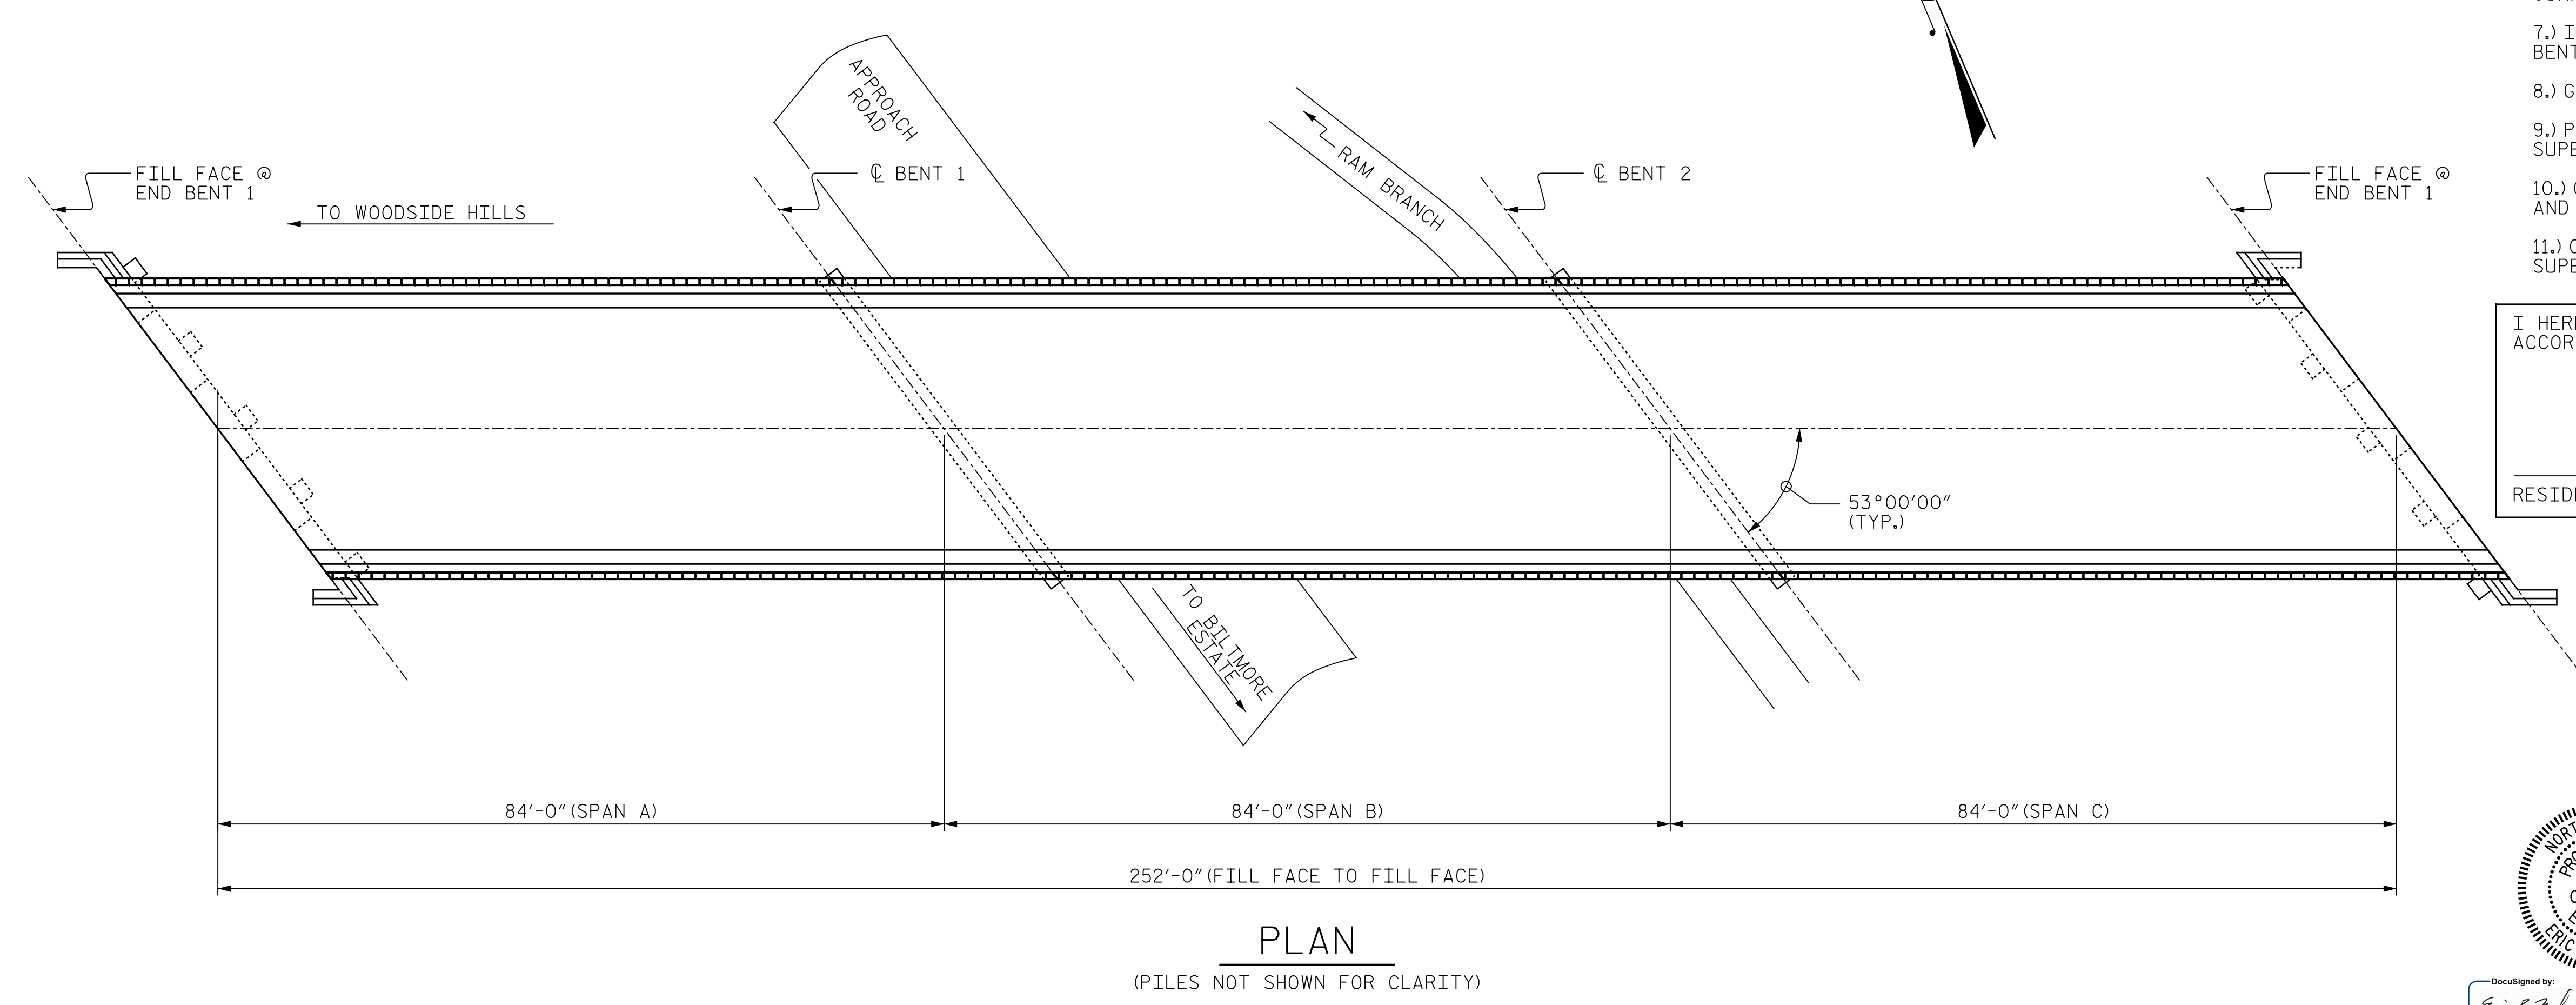 APPROACH
ROAD
RAM BRANCH
FILL FACE @
END BENT 1
TO WOODSIDE HILLS
℄ BENT 1
℄ BENT 2
FILL FACE @
END BENT 1
53°00'00"
(TYP.)
TO BILTMORE
ESTATE
84'-0" (SPAN A)
84'-0" (SPAN B)
84'-0" (SPAN C)
252'-0" (FILL FACE TO FILL FACE)
PLAN
(PILES NOT SHOWN FOR CLARITY)
7.) I
BENT
8.) G
9.) P
SUPE
10.)
AND
11.)
SUPE
I HER
ACCOR
RESID
NORT
PRO
ERIC
DocuSigned by: